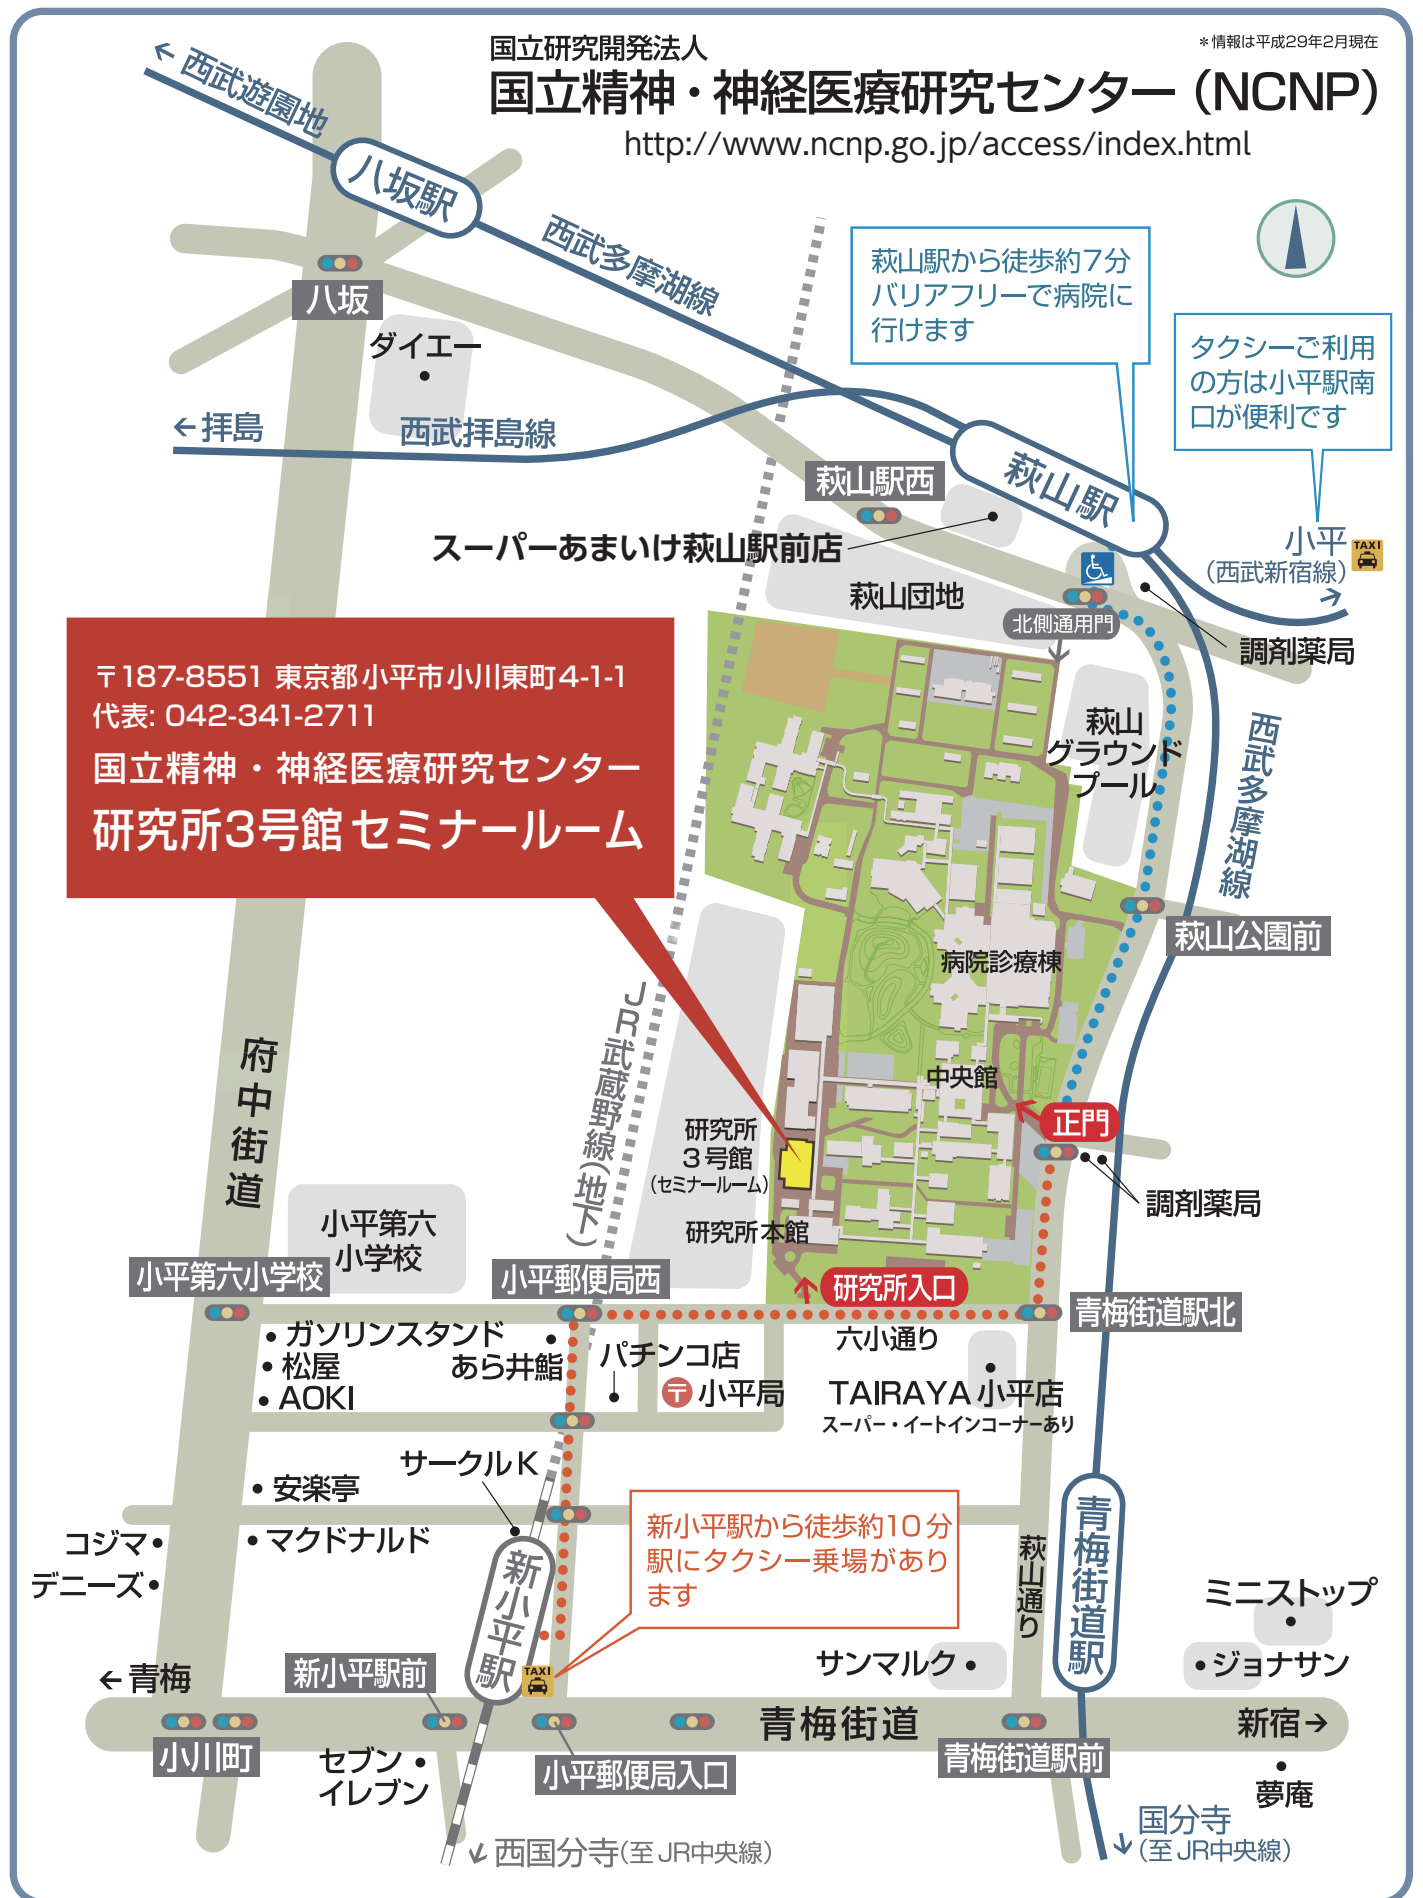 国立研究開発法人
国立精神・神経医療研究センター（NCNP）
http://www.ncnp.go.jp/access/index.html
＊情報は平成29年2月現在
←西武遊園地
八坂駅
西武多摩湖線
八坂
ダイエー
←拝島
西武拝島線
萩山駅から徒歩約7分
バリアフリーで病院に
行けます
タクシーご利用
の方は小平駅南
口が便利です
萩山駅西
萩山駅
スーパーあまいけ萩山駅前店
小平
（西武新宿線）
→
TAXI
萩山団地
北側通用門
調剤薬局
〒187-8551 東京都小平市小川東町4-1-1
代表: 042-341-2711
国立精神・神経医療研究センター
研究所3号館 セミナールーム
萩山
グラウンド
プール
西武多摩湖線
萩山公園前
病院診療棟
JR武蔵野線(地下)
府中街道
中央館
正門
研究所
3号館
（セミナールーム）
調剤薬局
研究所本館
小平第六
小学校
小平第六小学校
小平郵便局西
研究所入口
青梅街道駅北
・ガソリンスタンド
・松屋
・AOKI
あら井鮨
パチンコ店
〒小平局
六小通り
TAIRAYA 小平店
スーパー・イートインコーナーあり
サークルK
・安楽亭
・マクドナルド
コジマ・
デニーズ・
新小平駅から徒歩約10分
駅にタクシー乗場があり
ます
新小平駅
萩山通り
青梅街道駅
ミニストップ
・ジョナサン
サンマルク・
←青梅
新小平駅前
TAXI
青梅街道
新宿→
小川町
セブン・
イレブン
小平郵便局入口
青梅街道駅前
夢庵
西国分寺（至 JR中央線）
国分寺
（至 JR中央線）